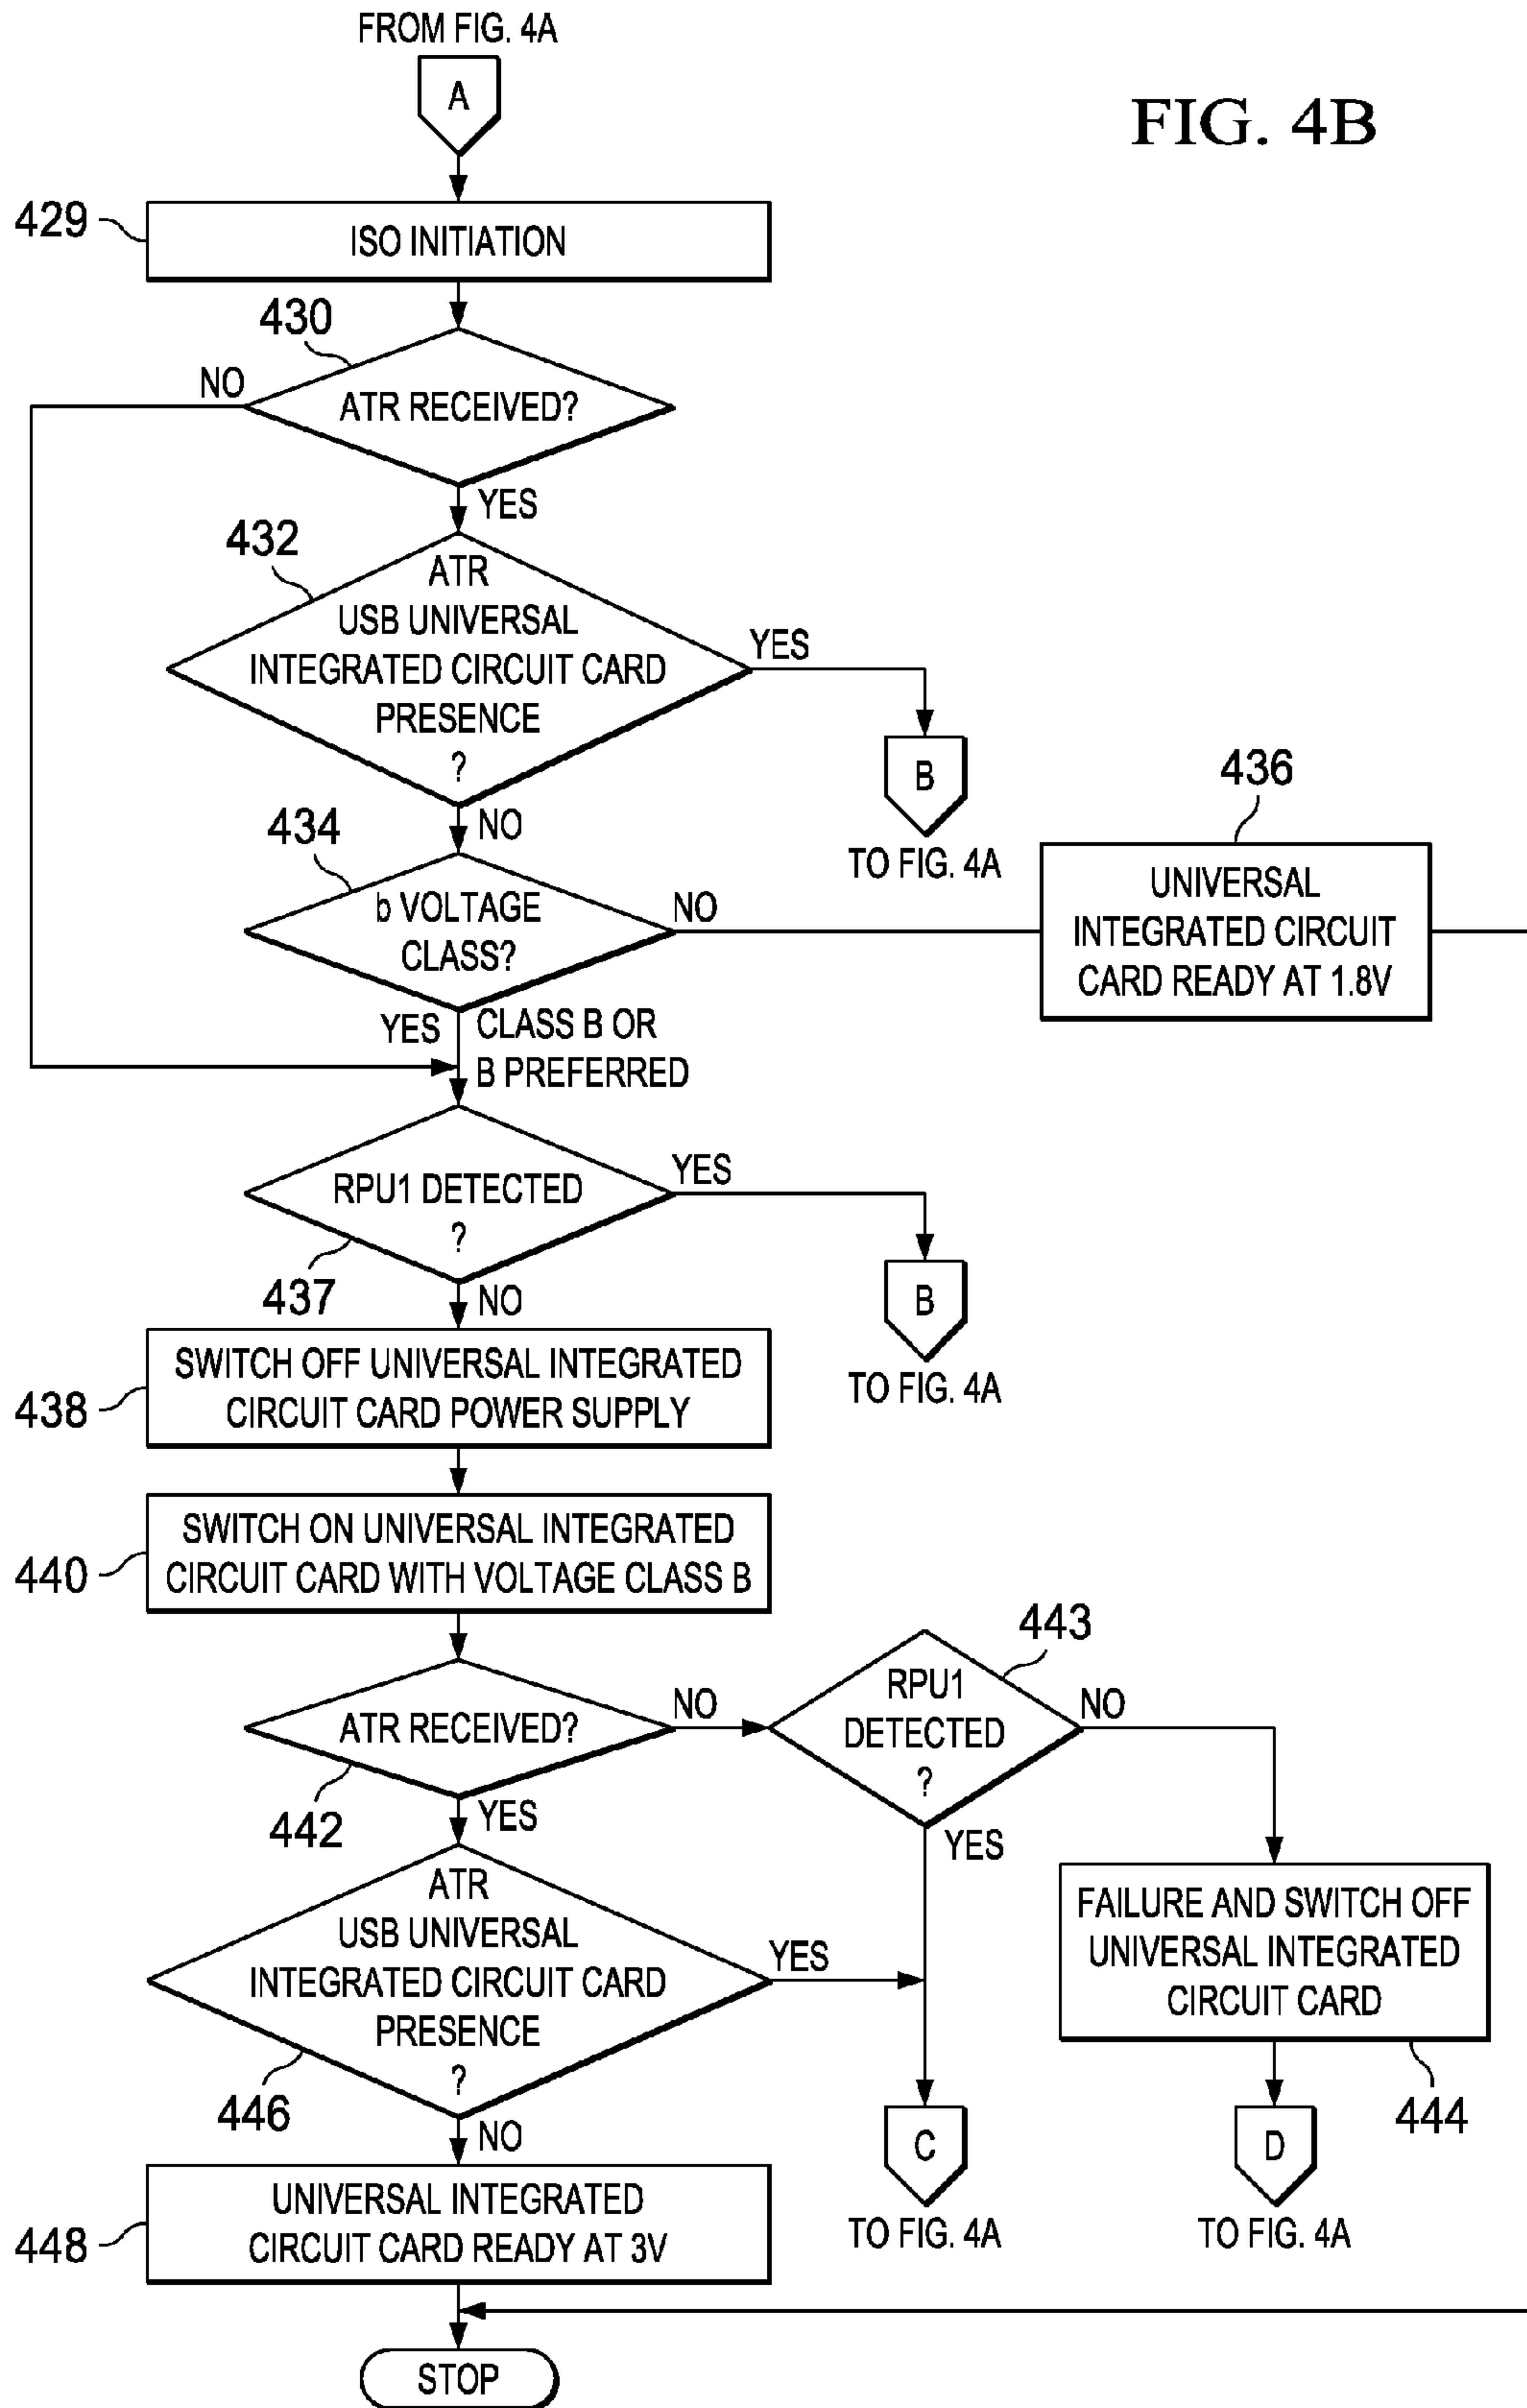 FROM FIG. 4A
A
FIG. 4B
429
ISO INITIATION
430
NO
ATR RECEIVED?
YES
432
ATR
USB UNIVERSAL
INTEGRATED CIRCUIT CARD
PRESENCE
?
YES
B
TO FIG. 4A
NO
434
b VOLTAGE
CLASS?
NO
436
UNIVERSAL
INTEGRATED CIRCUIT
CARD READY AT 1.8V
YES
CLASS B OR
B PREFERRED
RPU1 DETECTED
?
YES
437
NO
B
TO FIG. 4A
438
SWITCH OFF UNIVERSAL INTEGRATED
CIRCUIT CARD POWER SUPPLY
440
SWITCH ON UNIVERSAL INTEGRATED
CIRCUIT CARD WITH VOLTAGE CLASS B
ATR RECEIVED?
NO
442
YES
443
RPU1
DETECTED
?
NO
YES
FAILURE AND SWITCH OFF
UNIVERSAL INTEGRATED
CIRCUIT CARD
444
ATR
USB UNIVERSAL
INTEGRATED CIRCUIT CARD
PRESENCE
?
YES
446
NO
C
TO FIG. 4A
D
TO FIG. 4A
448
UNIVERSAL INTEGRATED
CIRCUIT CARD READY AT 3V
STOP